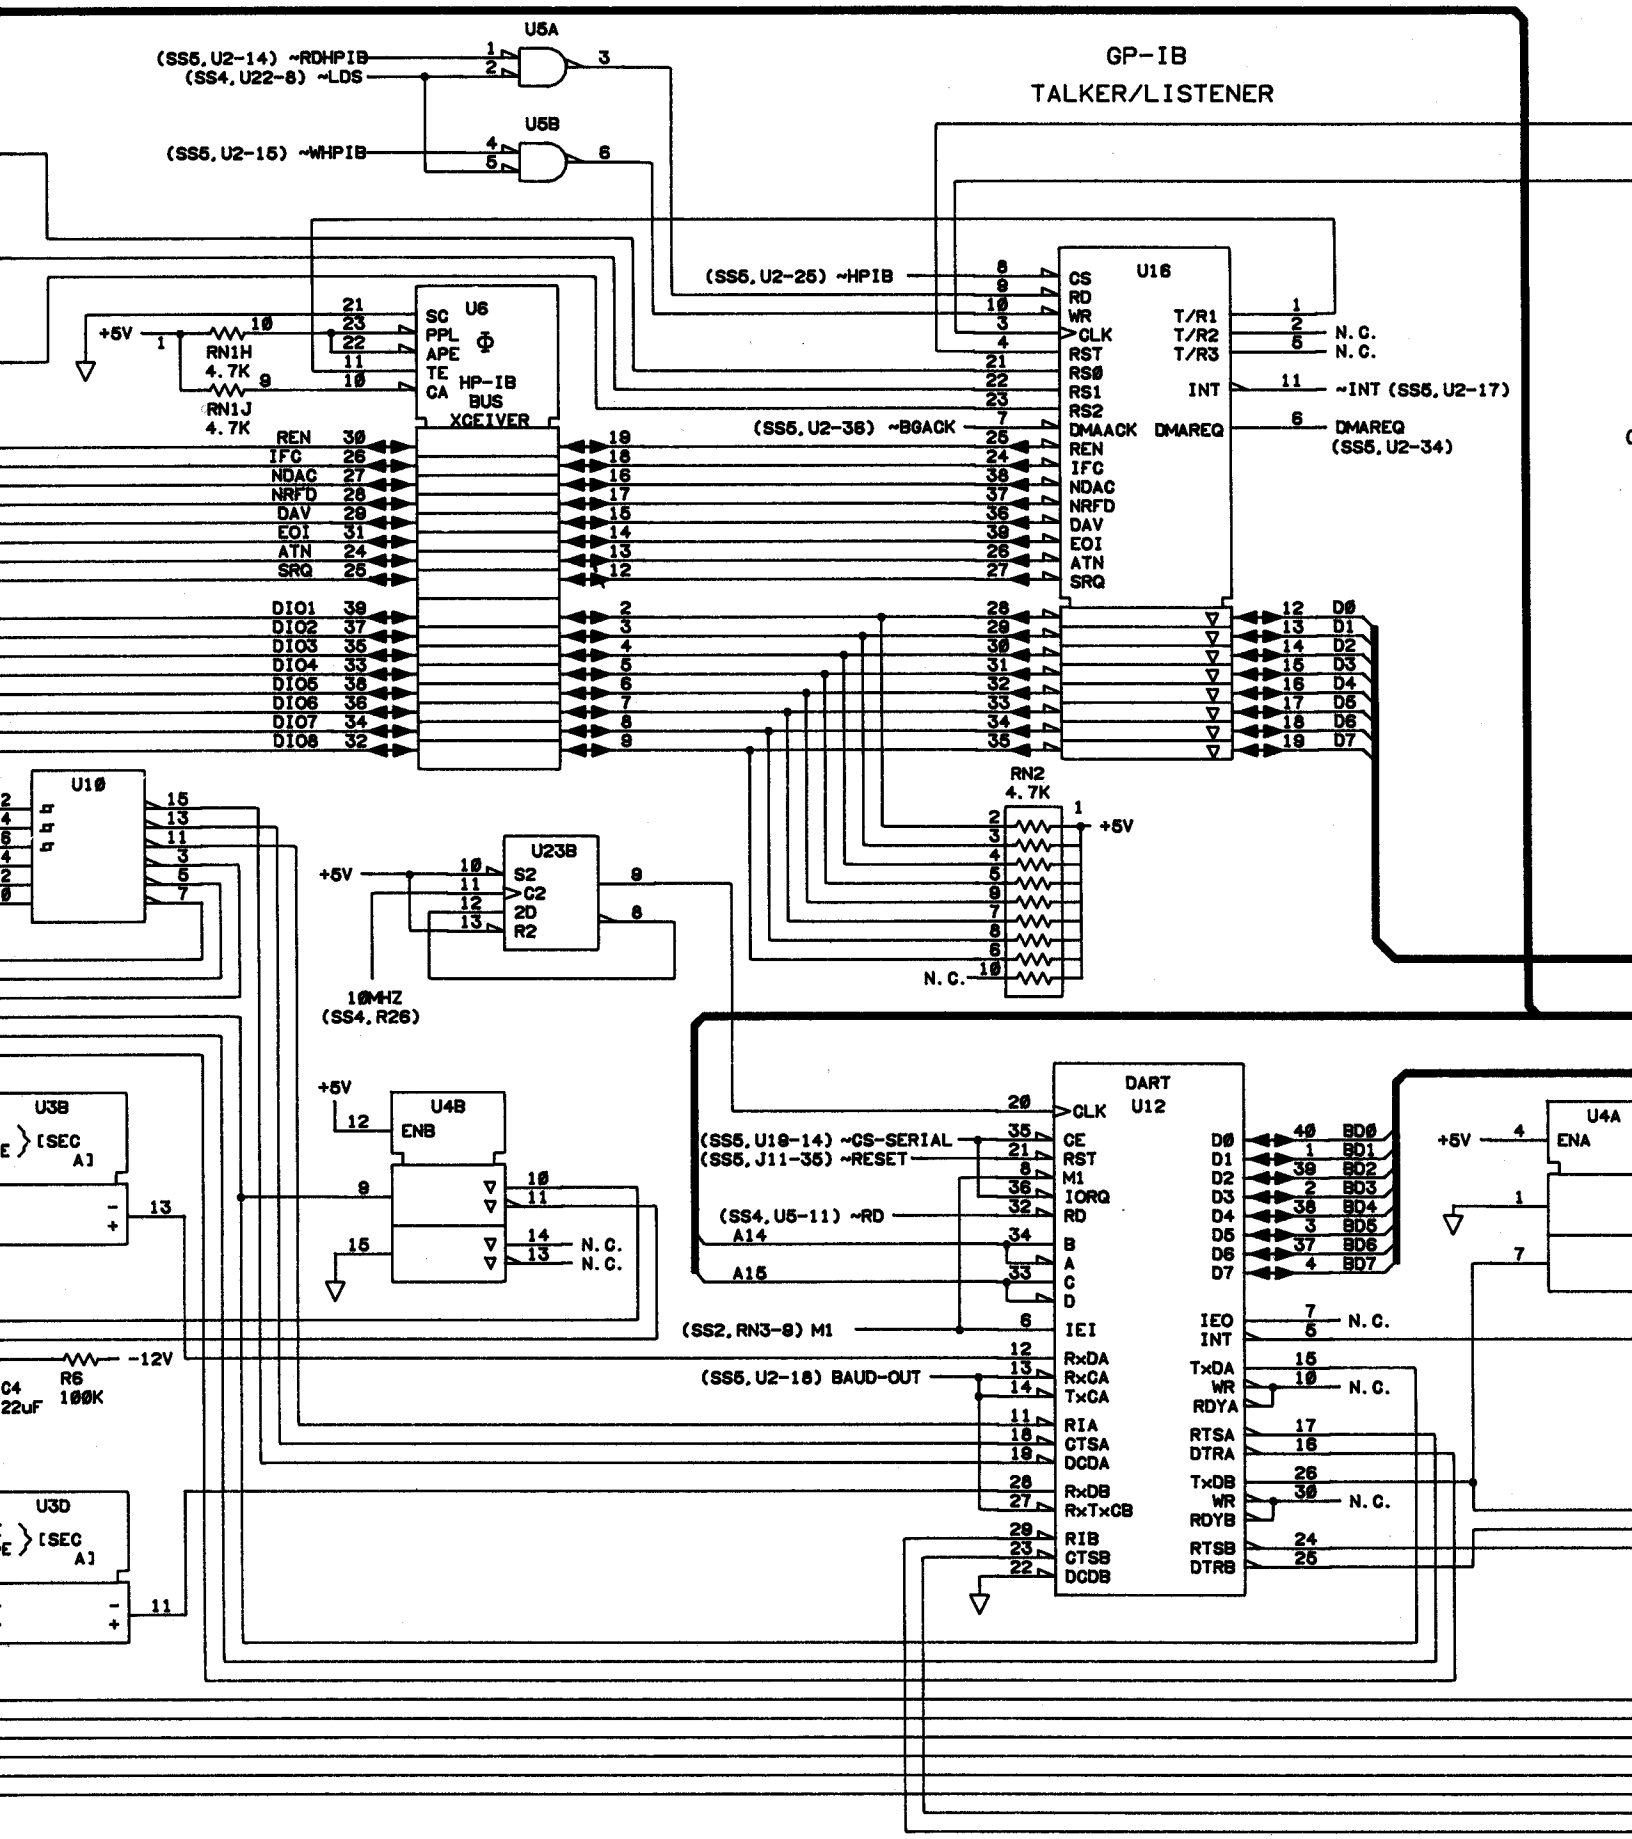 U5A
(SS5,U2-14) ~RDHPIB 1 3
(SS4,U22-8) ~LDS 2
GP-IB
TALKER/LISTENER
U5B
(SS5,U2-15) ~WHPIB 4 6
5
(SS5,U2-25) ~HPIB 8 CS U16
9 RD
10 WR T/R1 1
3 CLK T/R2 2 N.C.
4 RST T/R3 5 N.C.
21 RS0
22 RS1 INT 11 ~INT (SS5,U2-17)
23 RS2
(SS5,U2-36) ~BGACK 7 DMAACK DMAREQ 6 DMAREQ
(SS5,U2-34)
21 SC U6
+5V 1 10 23 PPL Φ
RN1H 22 APE
4.7K 11 TE
9 10 CA HP-IB
RN1J BUS
4.7K XCEIVER
REN 30 19 25 REN
IFC 26 18 24 IFC
NDAC 27 16 38 NDAC
NRFD 28 17 37 NRFD
DAV 29 15 36 DAV
EOI 31 14 39 EOI
ATN 24 13 26 ATN
SRQ 25 12 27 SRQ
DIO1 39 2 28 12 D0
DIO2 37 3 29 13 D1
DIO3 35 4 30 14 D2
DIO4 33 5 31 15 D3
DIO5 38 6 32 16 D4
DIO6 36 7 33 17 D5
DIO7 34 8 34 18 D6
DIO8 32 9 35 19 D7
U10
2 15
4 13
6 11
4 3
2 5
0 7
RN2
4.7K
2 1 +5V
3
4
5
9
7
8
6
N.C. 10
U23B
+5V 10 S2 9
11 C2
12 2D 8
13 R2
10MHZ
(SS4,R26)
U3B
E } [SEC
A]
- 13
+
+5V
U4B
12 ENB
9 10
11
15 14 N.C.
13 N.C.
DART
U12
20 CLK
(SS5,U19-14) ~CS-SERIAL 35 CE D0 40 BD0
(SS5,J11-35) ~RESET 21 RST D1 1 BD1
8 M1 D2 39 BD2
36 IORQ D3 2 BD3
(SS4,U5-11) ~RD 32 RD D4 38 BD4
A14 34 B D5 3 BD5
A D6 37 BD6
A15 33 C D7 4 BD7
D
(SS2,RN3-9) M1 6 IEI IEO 7 N.C.
INT 5
12 RxDA TxDA 15
(SS5,U2-18) BAUD-OUT 13 RxCA WR 10 N.C.
14 TxCA RDYA
11 RIA RTSA 17
18 CTSA DTRA 16
19 DCDA
28 RxDB TxDB 26
27 RxTxCB WR 30 N.C.
RDYB
29 RIB RTSB 24
23 CTSB DTRB 25
22 DCDB
U4A
+5V 4 ENA
1
7
-12V
C4 R6
22uF 100K
U3D
E } [SEC
A]
- 11
+